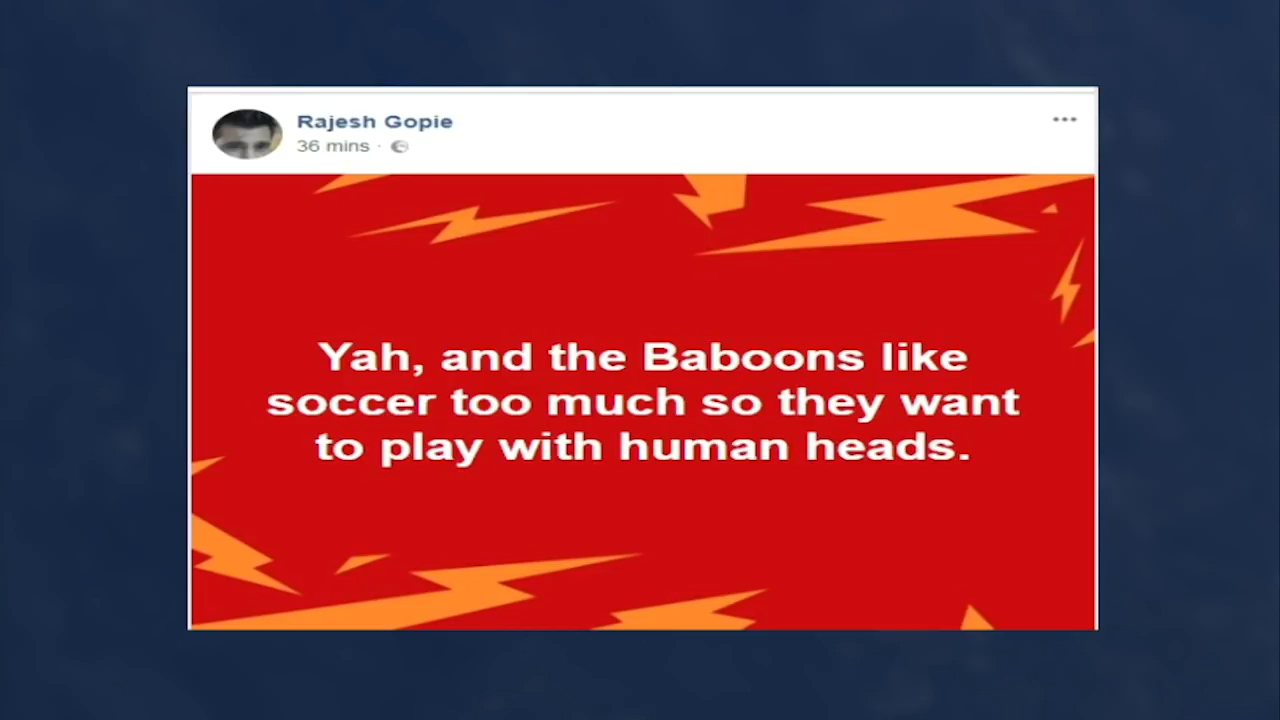 Rajesh Gopie
36 mins ·
Yah, and the Baboons like
soccer too much so they want
to play with human heads.